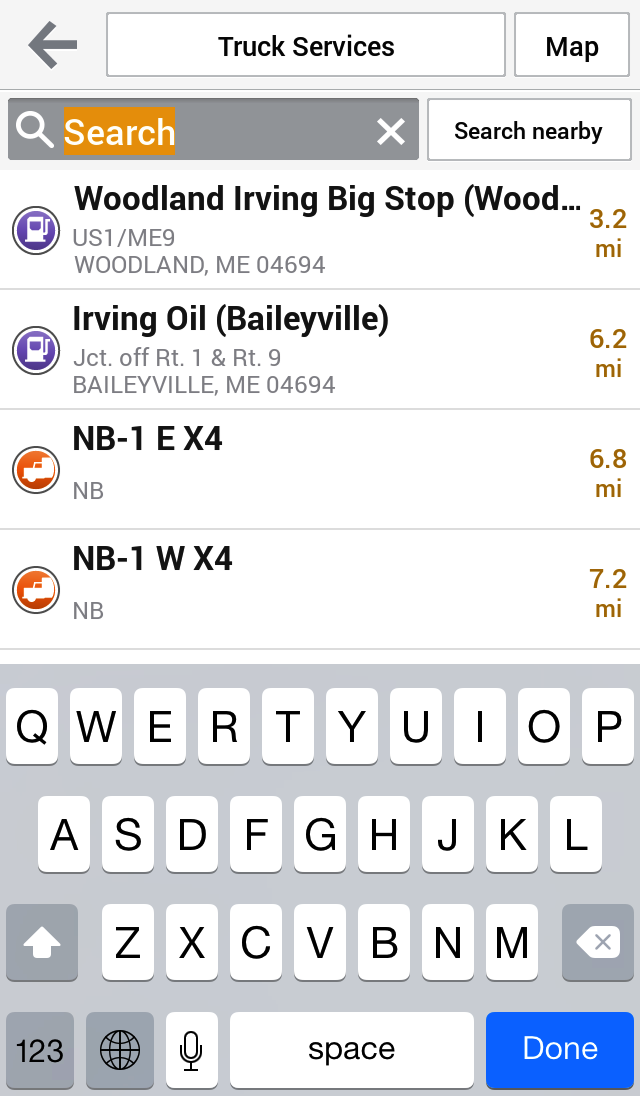 Truck Services
Map
Search
Search nearby
Woodland Irving Big Stop (Wood...
US1/ME9
WOODLAND, ME 04694
3.2
mi
Irving Oil (Baileyville)
Jct. off Rt. 1 & Rt. 9
BAILEYVILLE, ME 04694
6.2
mi
NB-1 E X4
NB
6.8
mi
NB-1 W X4
NB
7.2
mi
Q W E R T Y U I O P
A S D F G H J K L
Z X C V B N M
123 space Done